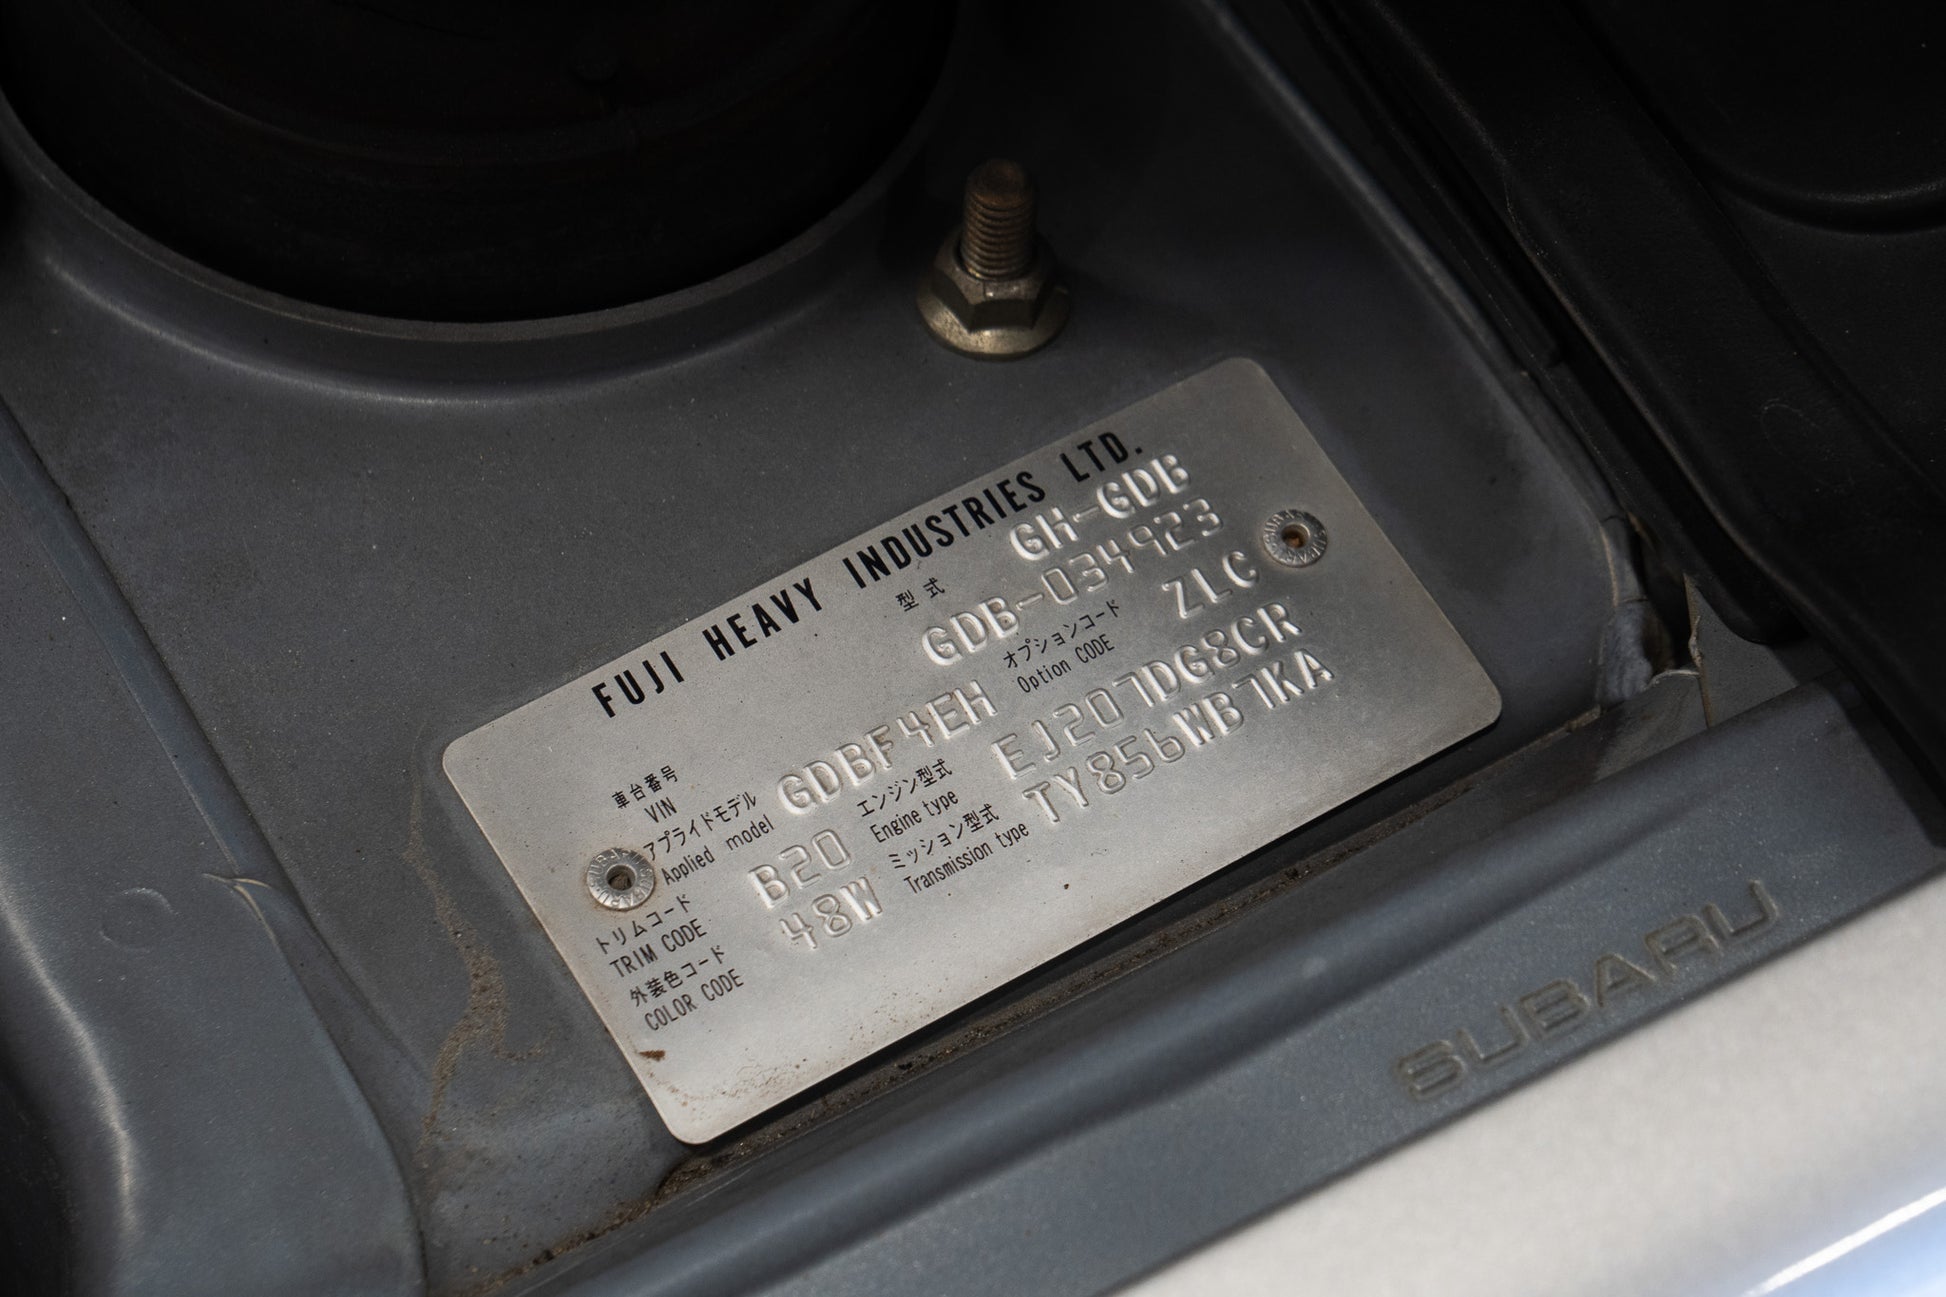 FUJI HEAVY INDUSTRIES LTD.
型式 GH-GDB
車台番号
VIN GDB-034923
アプライドモデル
Applied model GDBF4EH
オプションコード
Option CODE ZLC
トリムコード
TRIM CODE B20
エンジン型式
Engine type EJ207DG8CR
外装色コード
COLOR CODE 48W
ミッション型式
Transmission type TY856WB7KA
SUBARU